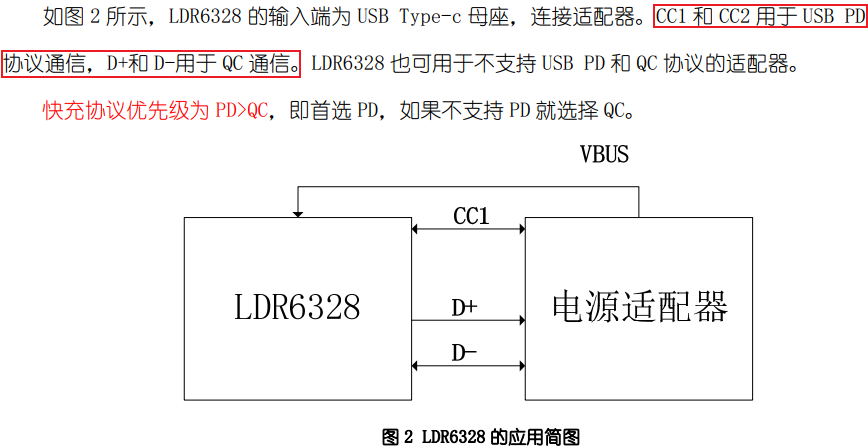 如图 2 所示，LDR6328 的输入端为 USB Type-c 母座，连接适配器。CC1 和 CC2 用于 USB PD
协议通信，D+和 D-用于 QC 通信。LDR6328 也可用于不支持 USB PD 和 QC 协议的适配器。
快充协议优先级为 PD>QC，即首选 PD，如果不支持 PD 就选择 QC。
VBUS
CC1
LDR6328
D+
电源适配器
D-
图 2 LDR6328 的应用简图